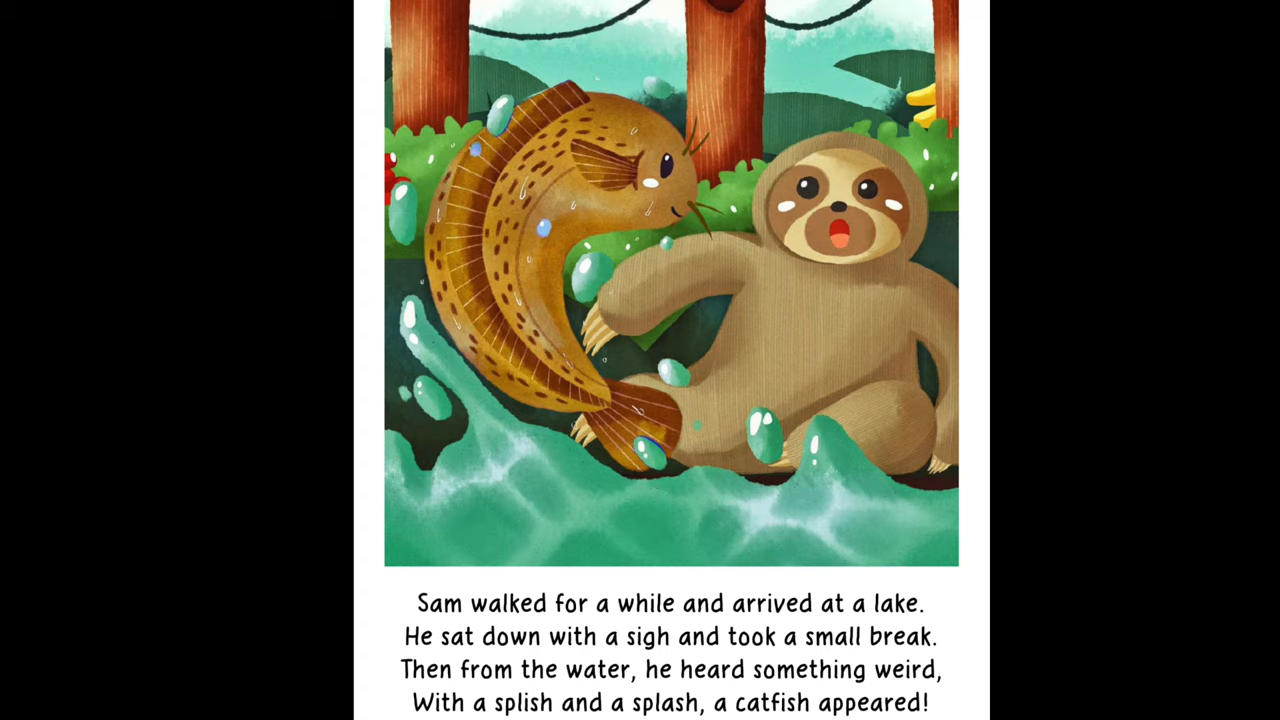 Sam walked for a while and arrived at a lake.
He sat down with a sigh and took a small break.
Then from the water, he heard something weird,
With a splish and a splash, a catfish appeared!